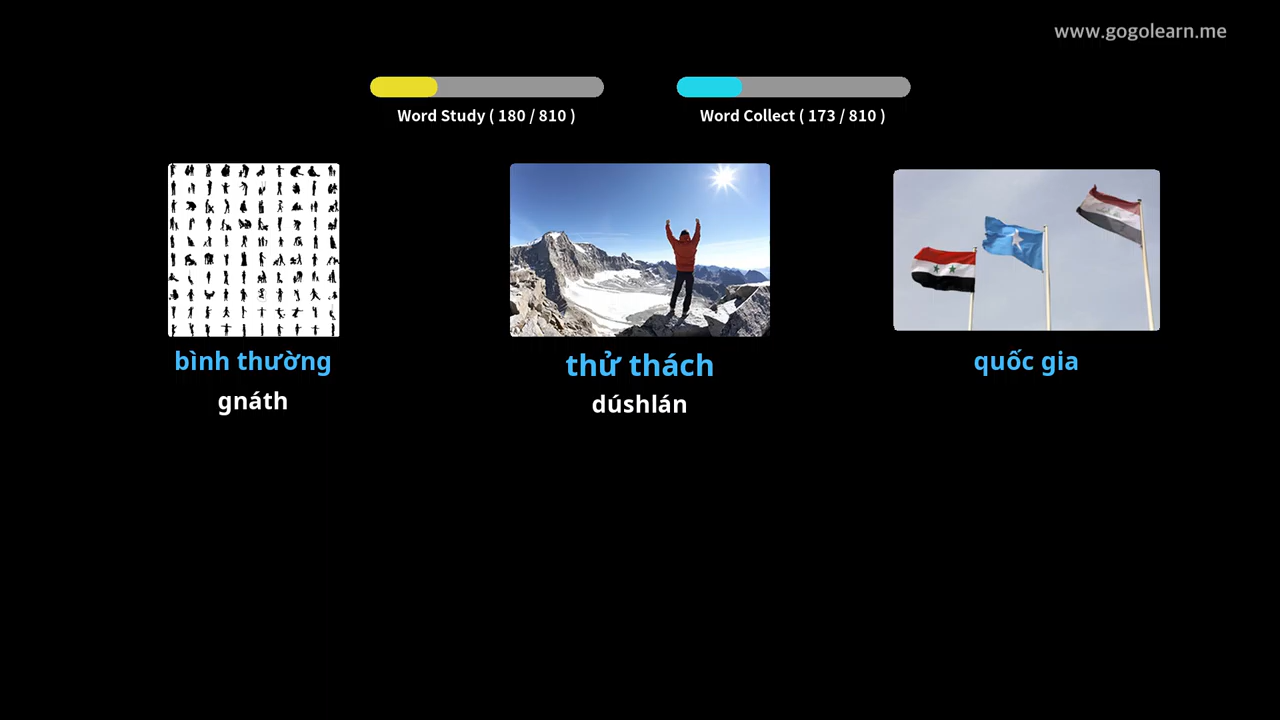 www.gogolearn.me
Word Study ( 180 / 810 )
Word Collect ( 173 / 810 )
bình thường
gnáth
thử thách
dúshlán
quốc gia